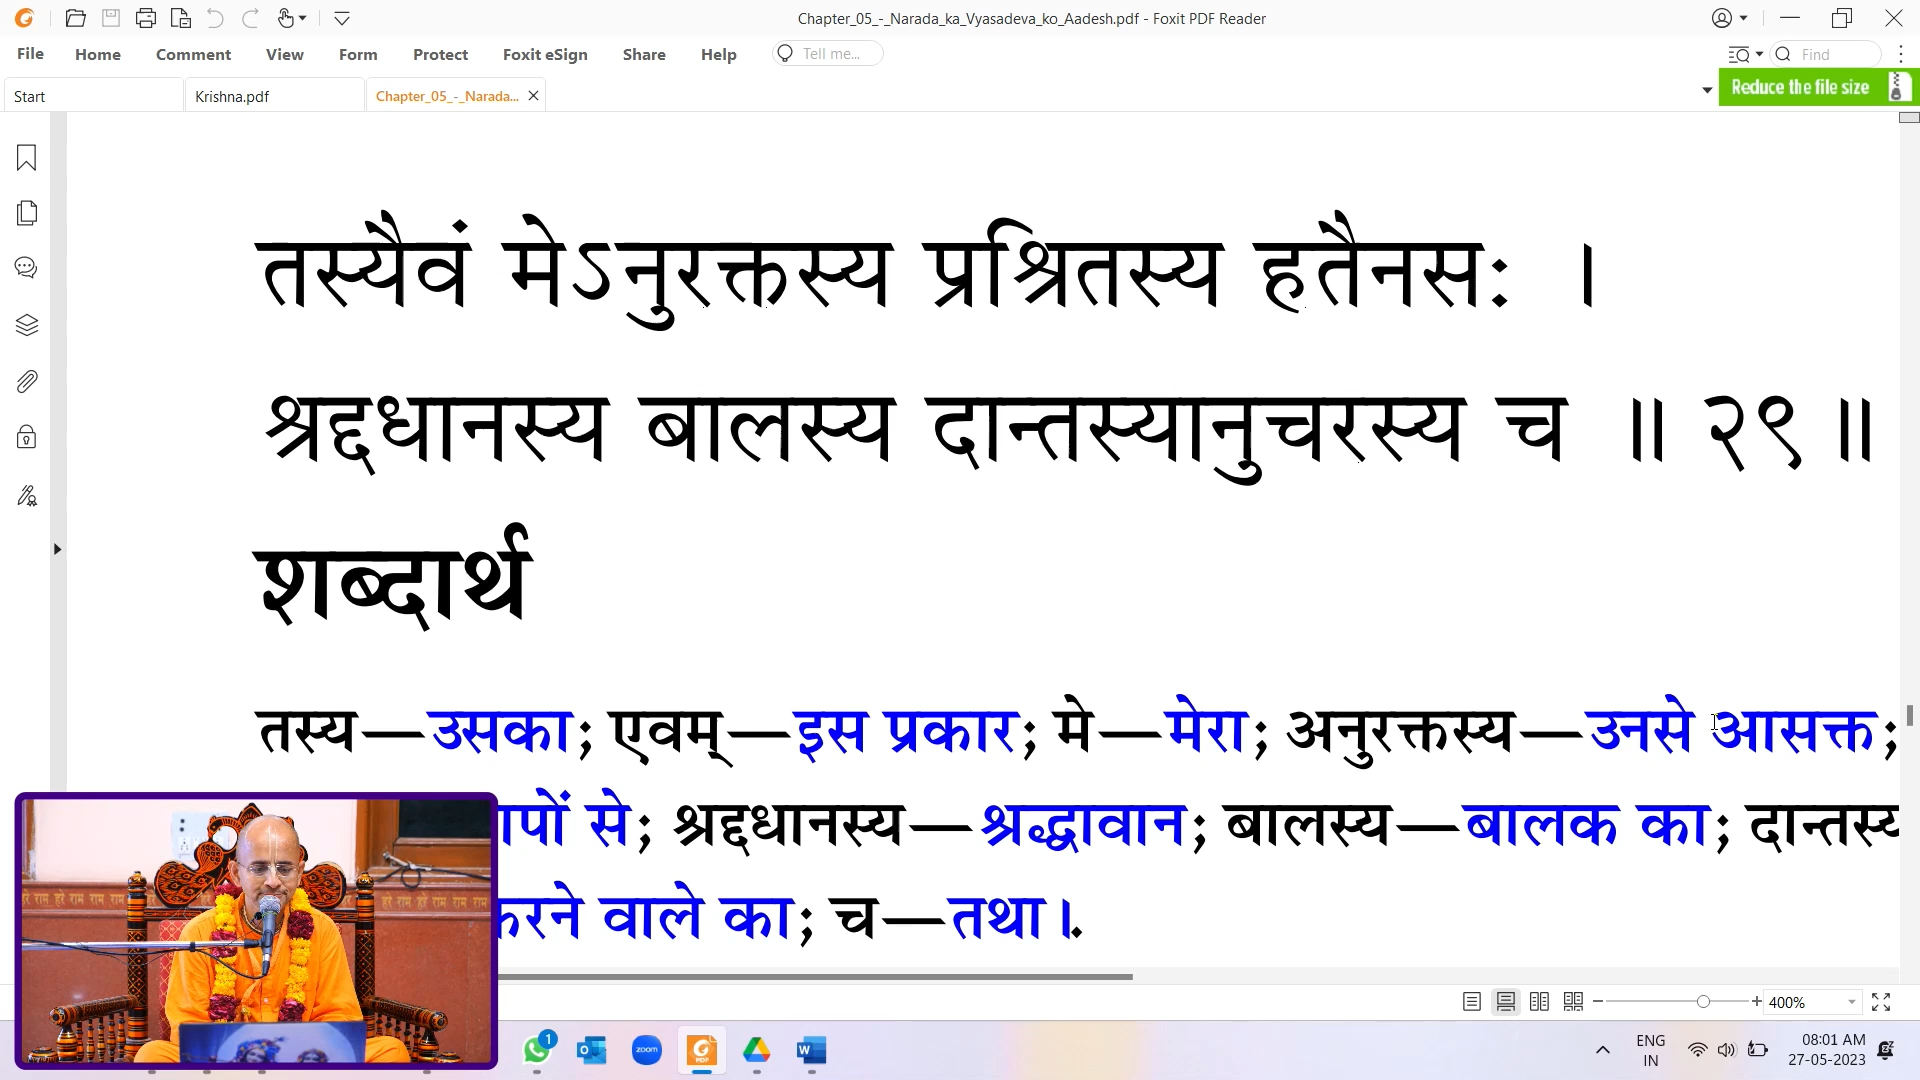 Chapter_05_-_Narada_ka_Vyasadeva_ko_Aadesh.pdf - Foxit PDF Reader
File Home Comment View Form Protect Foxit eSign Share Help Tell me... Find
Start Krishna.pdf Chapter_05_-_Narada... Reduce the file size
तस्यैवं मेऽनुरक्तस्य प्रश्रितस्य हतैनसः ।
श्रद्दधानस्य बालस्य दान्तस्यानुचरस्य च ॥ २९ ॥
शब्दार्थ
तस्य—उसका; एवम्—इस प्रकार; मे—मेरा; अनुरक्तस्य—उनसे आसक्त;
से; श्रद्दधानस्य—श्रद्धावान; बालस्य—बालक का; दान्तस्य
करने वाले का; च—तथा।.
400%
1 zoom PDF W ENG IN 08:01 AM 27-05-2023